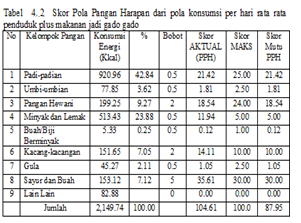 Tabel 4. 2 Skor Pola Pangan Harapan dari pola konsumsi per hari rata rata
penduduk plus makanan jadi gado gado
No Kelompok Pangan Konsumsi Energi (Kkal) % Bobot Skor AKTUAL (PPH) Skor MAKS Skor Mutu PPH
1 Padi-padian 920.96 42.84 0.5 21.42 25.00 21.42
2 Umbi-umbian 77.85 3.62 0.5 1.81 2.50 1.81
3 Pangan Hewani 199.25 9.27 2 18.54 24.00 18.54
4 Minyak dan Lemak 513.43 23.88 0.5 11.94 5.00 5.00
5 Buah/Biji Berminyak 5.33 0.25 0.5 0.12 1.00 0.12
6 Kacang-kacangan 151.65 7.05 2 14.11 10.00 10.00
7 Gula 45.27 2.11 0.5 1.05 2.50 1.05
8 Sayur dan Buah 153.12 7.12 5 35.61 30.00 30.00
9 Lain Lain 82.88 0 0.00 0.00 0.00
Jumlah 2,149.74 100.00 104.61 100.0 87.95